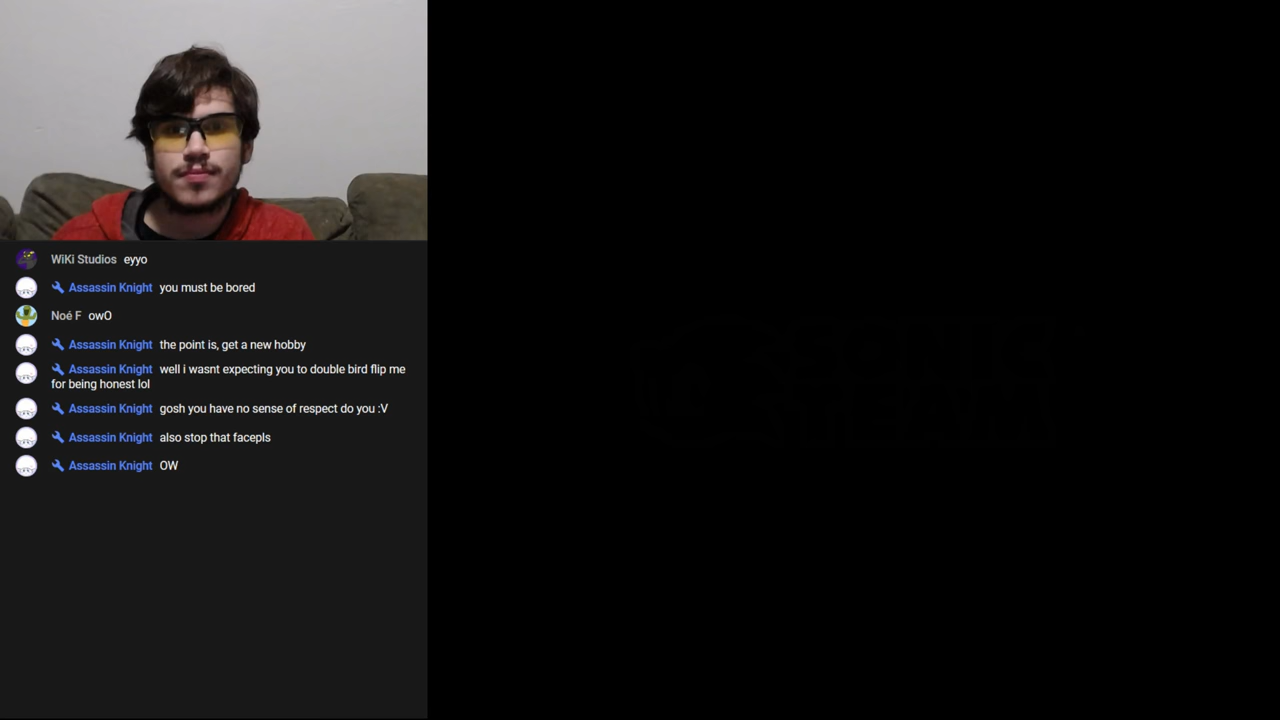 WiKi Studios eyyo
Assassin Knight you must be bored
Noé F owO
Assassin Knight the point is, get a new hobby
Assassin Knight well i wasnt expecting you to double bird flip me
for being honest lol
Assassin Knight gosh you have no sense of respect do you :V
Assassin Knight also stop that facepls
Assassin Knight OW
SONIC
TEAM